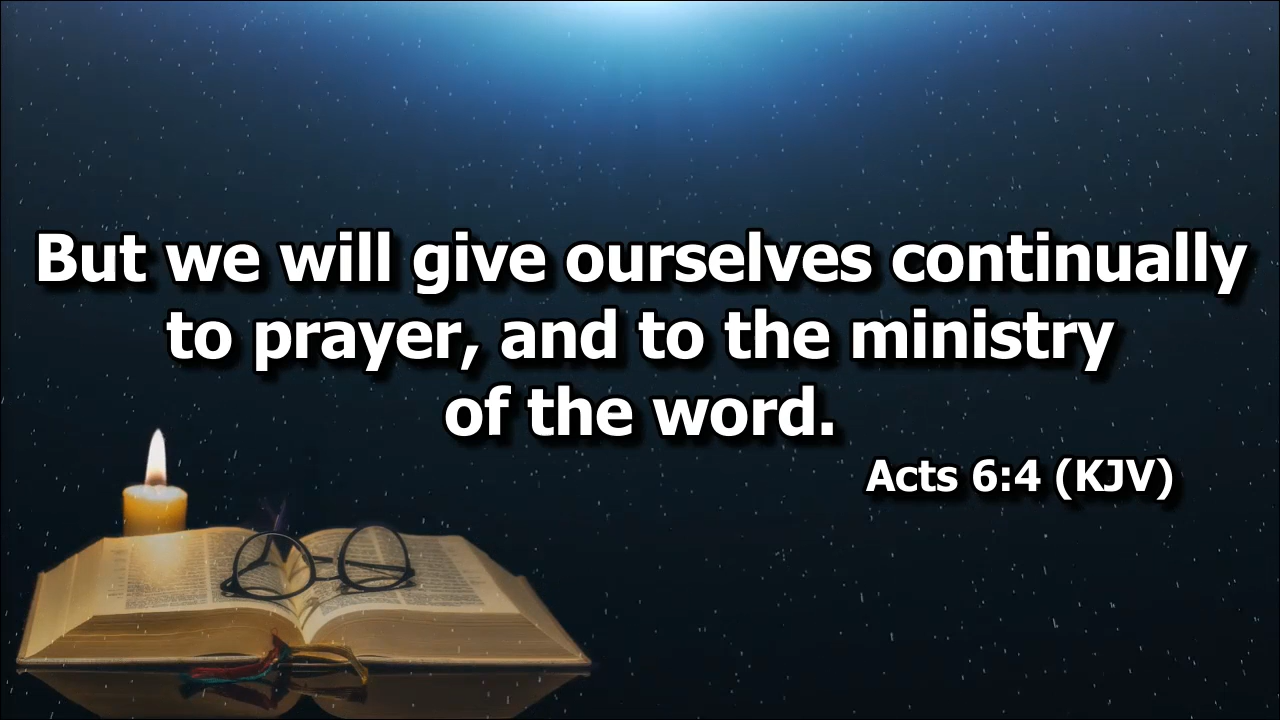 But we will give ourselves continually
to prayer, and to the ministry
of the word.
Acts 6:4 (KJV)